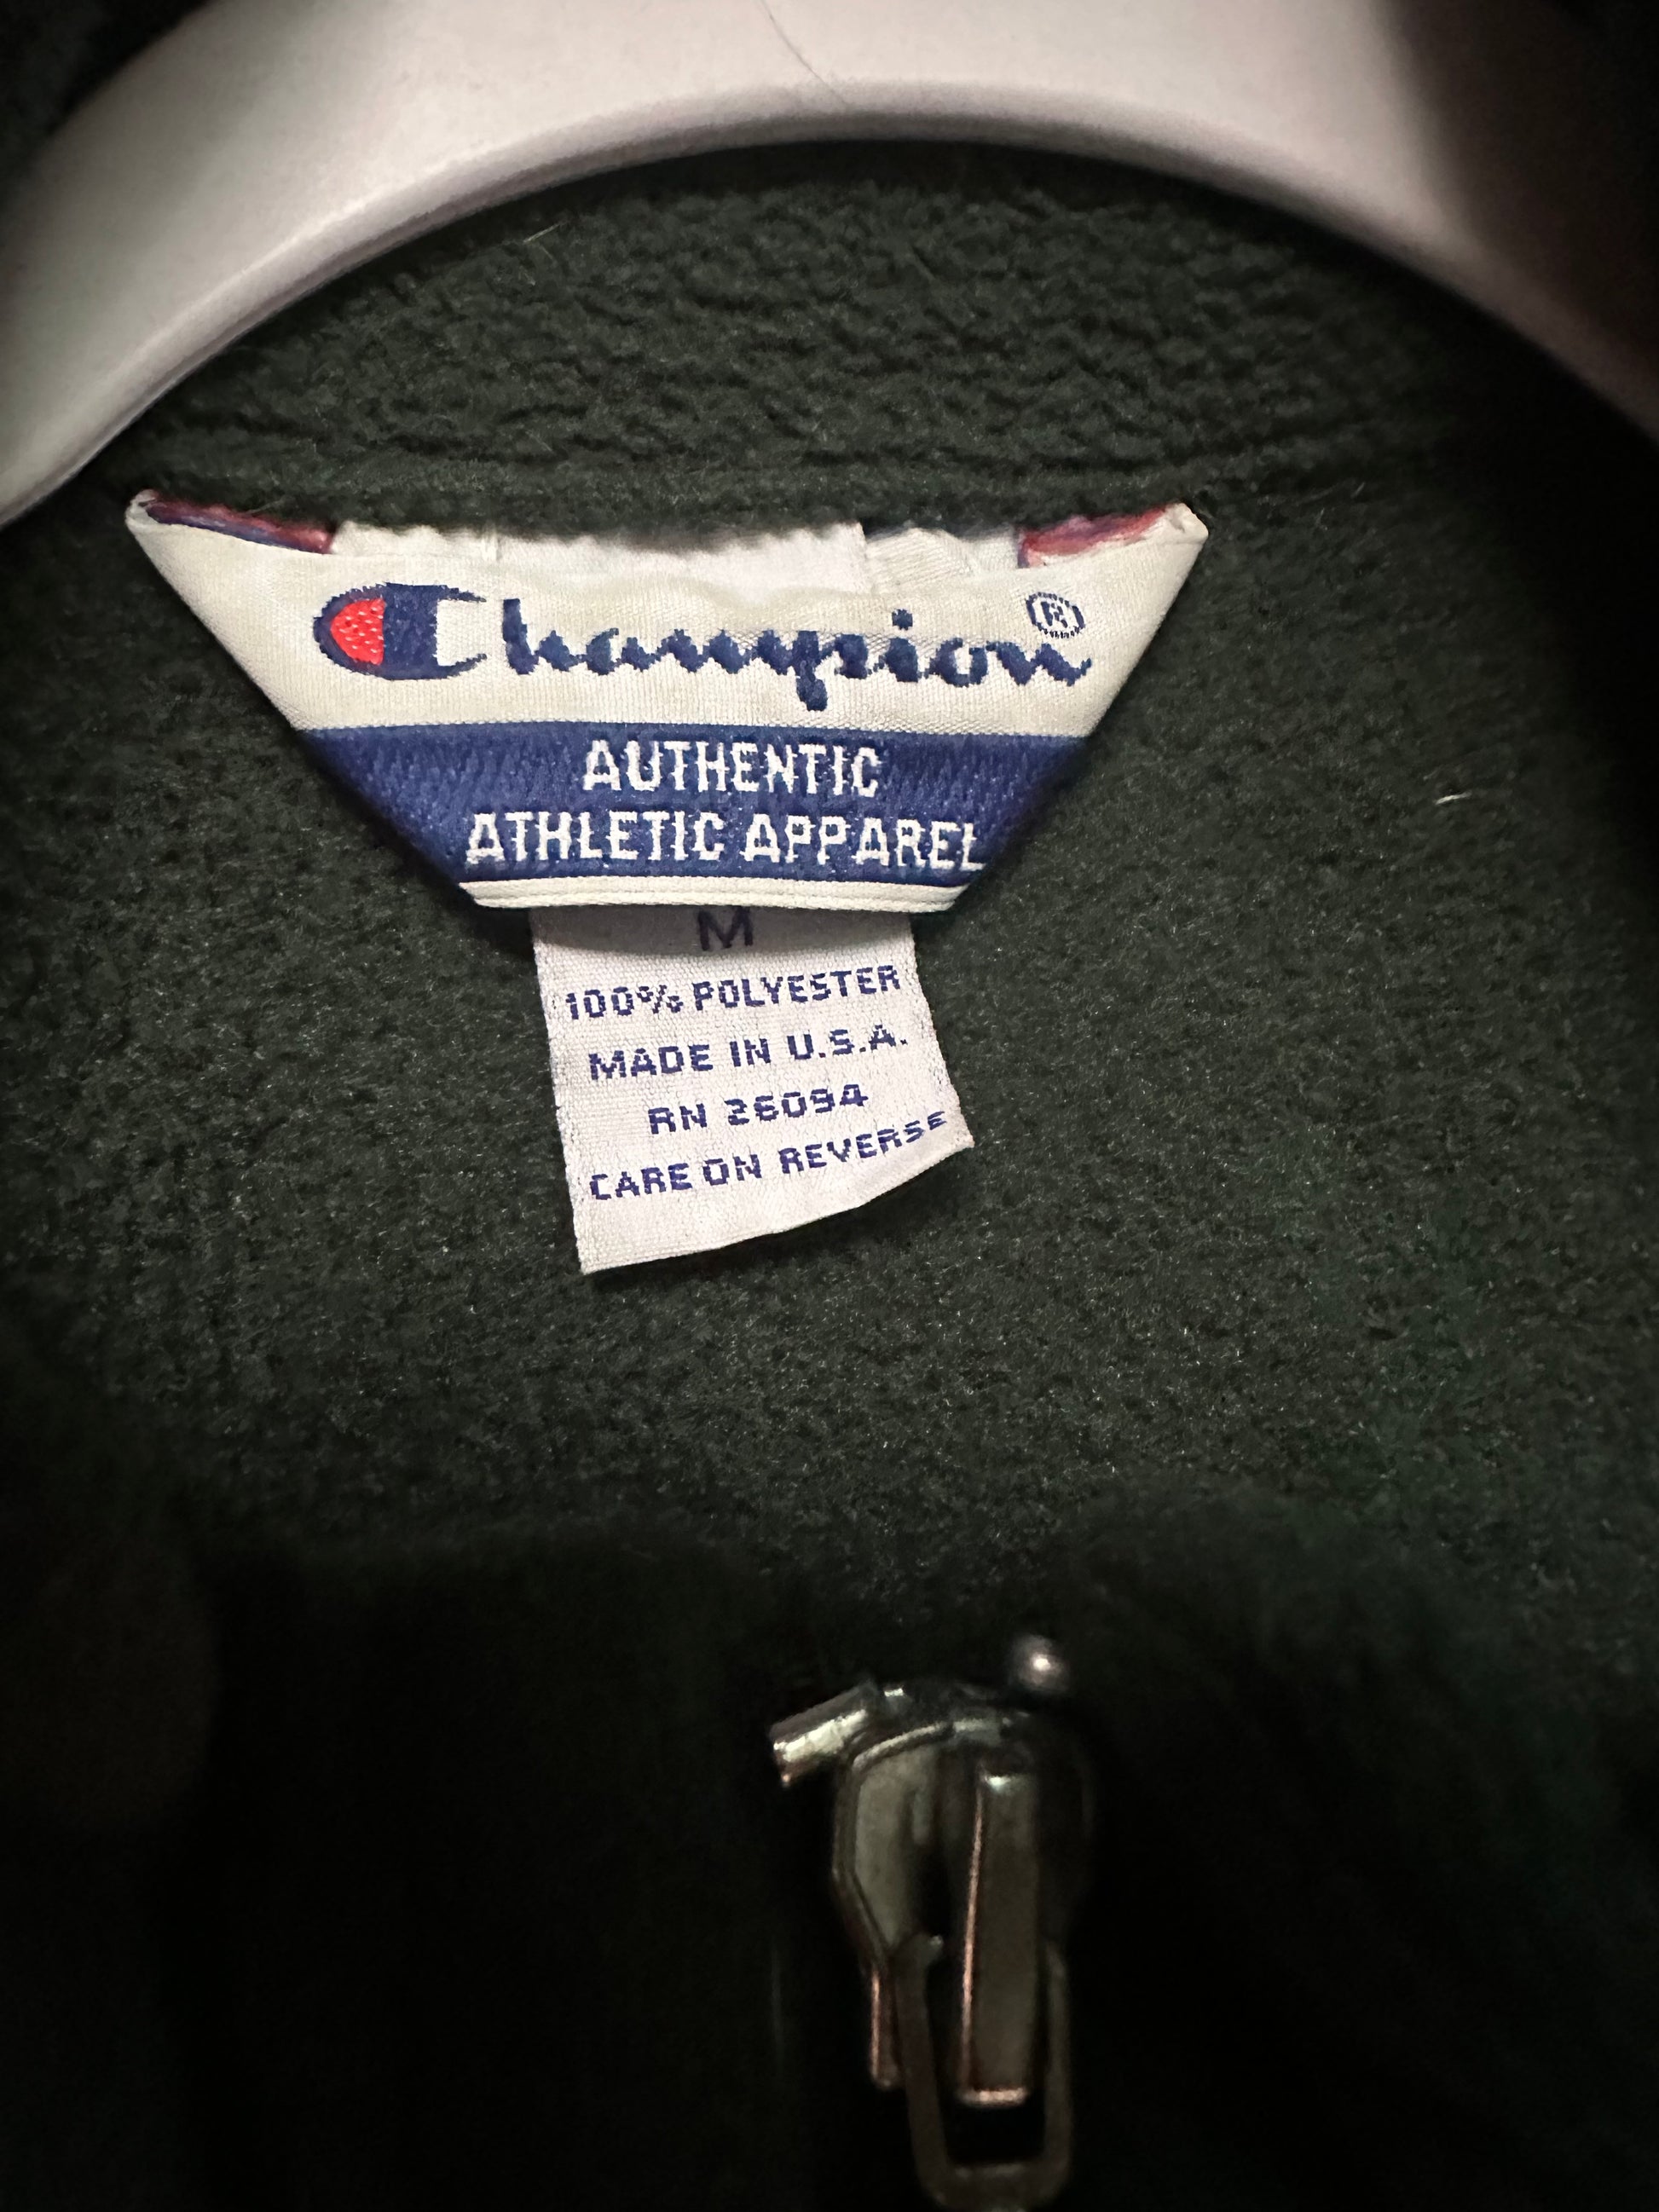 Champion®
AUTHENTIC
ATHLETIC APPAREL
M
100% POLYESTER
MADE IN U.S.A.
RN 26094
CARE ON REVERSE